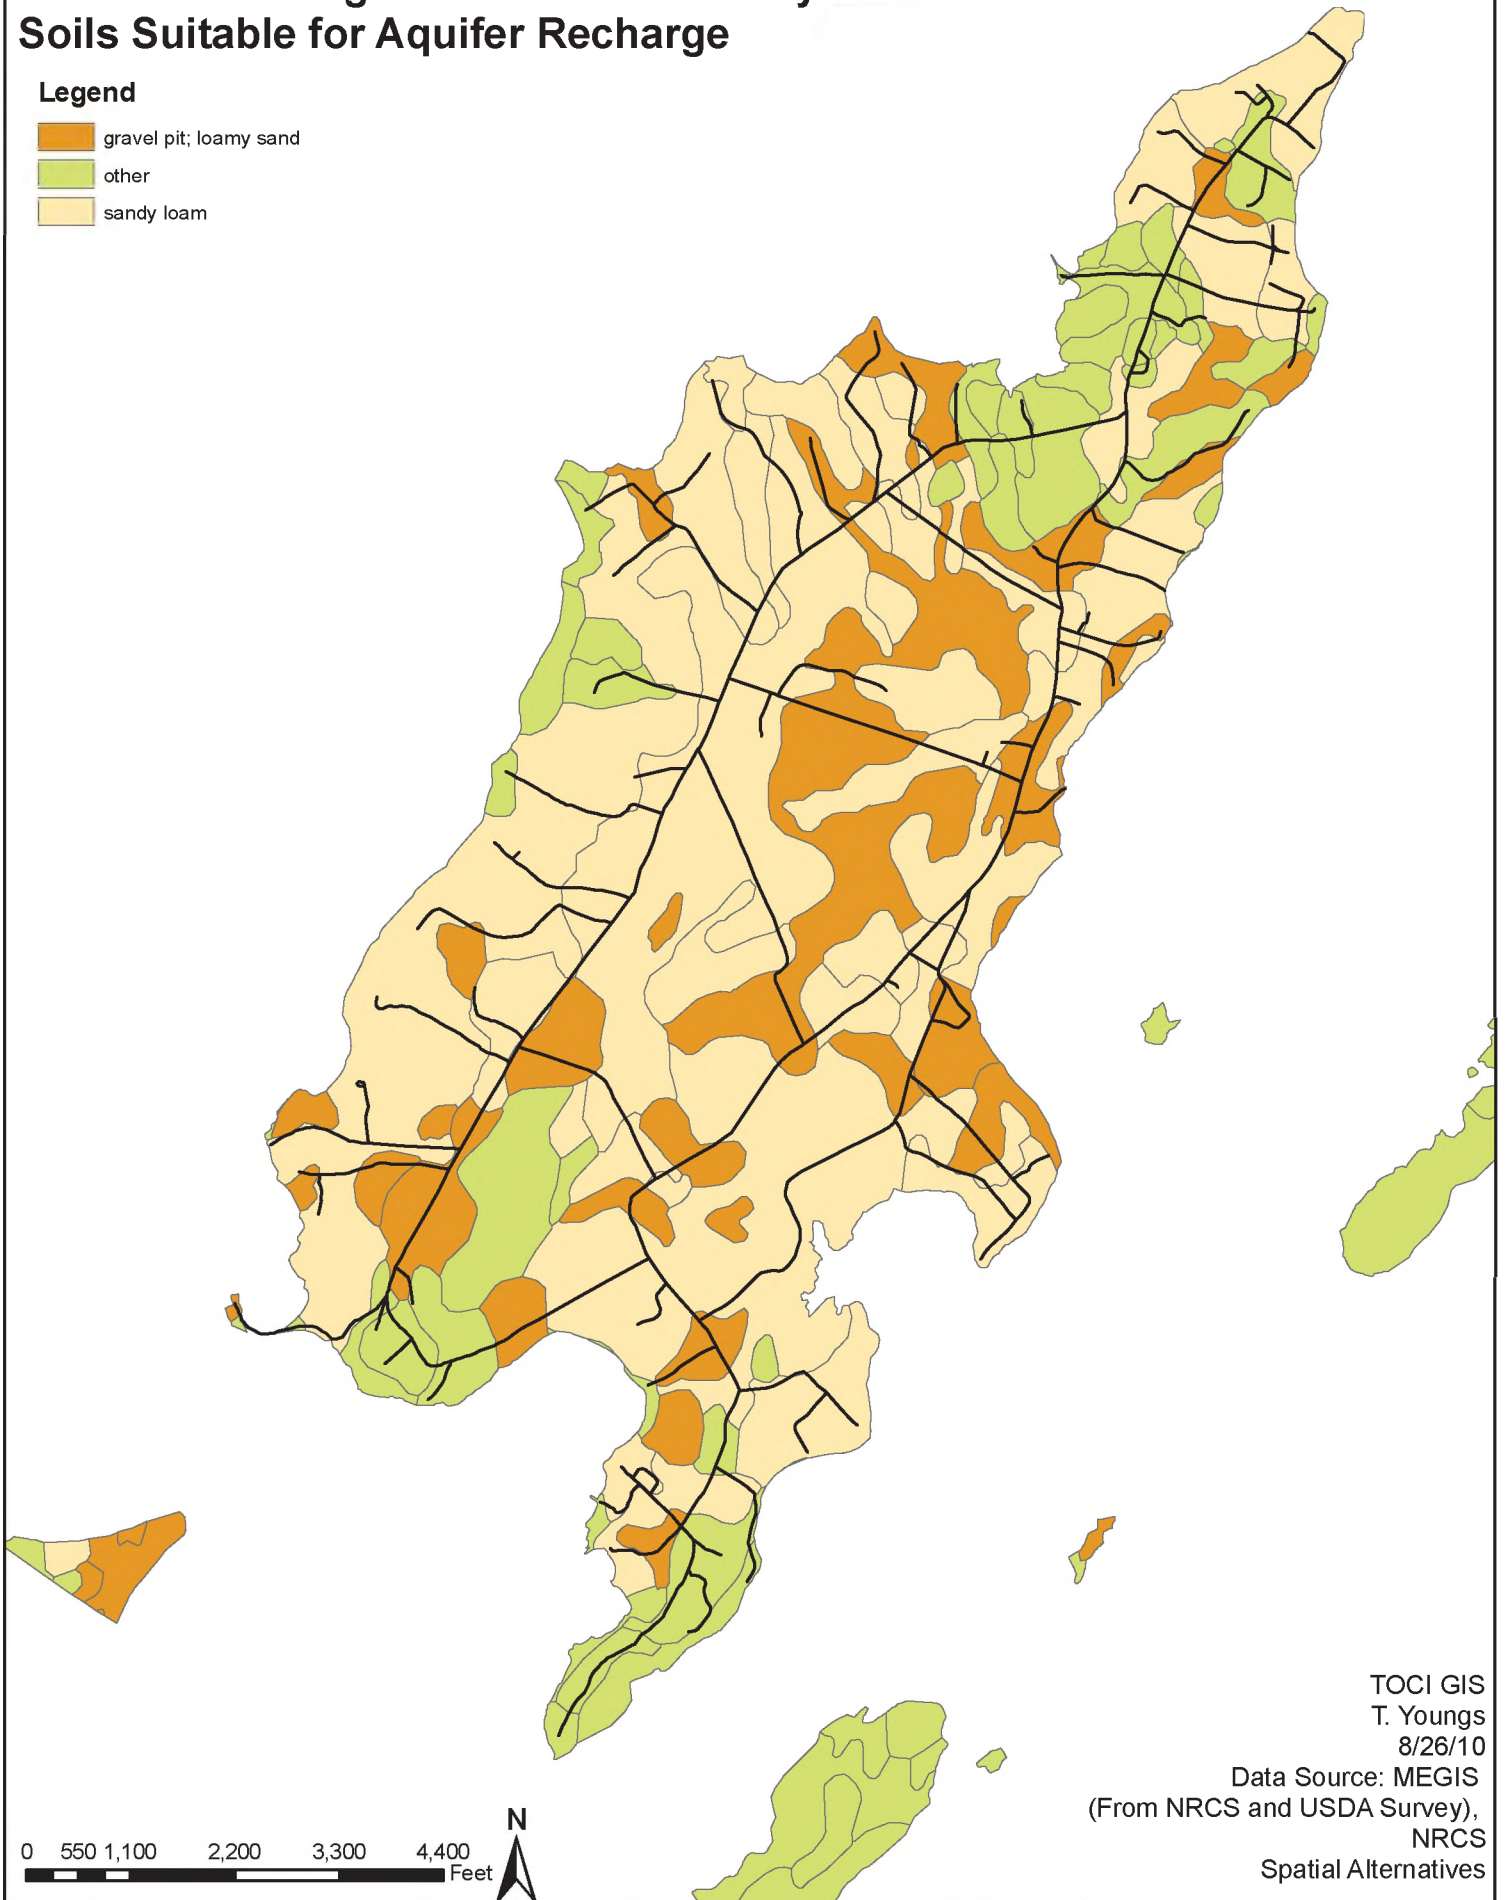 Soils Suitable for Aquifer Recharge
Legend
gravel pit; loamy sand
other
sandy loam
TOCI GIS
T. Youngs
8/26/10
Data Source: MEGIS
(From NRCS and USDA Survey),
NRCS
Spatial Alternatives
N
0 550 1,100 2,200 3,300 4,400
Feet